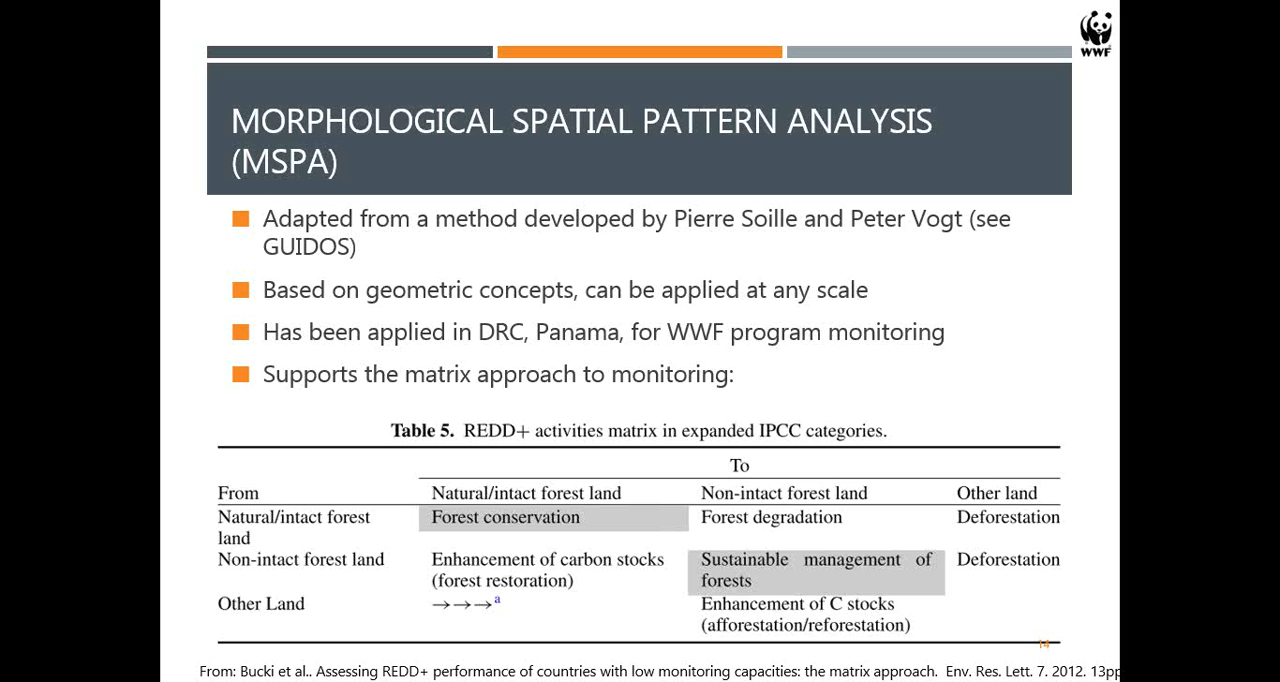 WWF
MORPHOLOGICAL SPATIAL PATTERN ANALYSIS
(MSPA)
Adapted from a method developed by Pierre Soille and Peter Vogt (see
GUIDOS)
Based on geometric concepts, can be applied at any scale
Has been applied in DRC, Panama, for WWF program monitoring
Supports the matrix approach to monitoring:
Table 5. REDD+ activities matrix in expanded IPCC categories.
To
From Natural/intact forest land Non-intact forest land Other land
Natural/intact forest Forest conservation Forest degradation Deforestation
land
Non-intact forest land Enhancement of carbon stocks Sustainable management of Deforestation
(forest restoration) forests
Other Land →→→a Enhancement of C stocks
(afforestation/reforestation)
14
From: Bucki et al.. Assessing REDD+ performance of countries with low monitoring capacities: the matrix approach. Env. Res. Lett. 7. 2012. 13pp